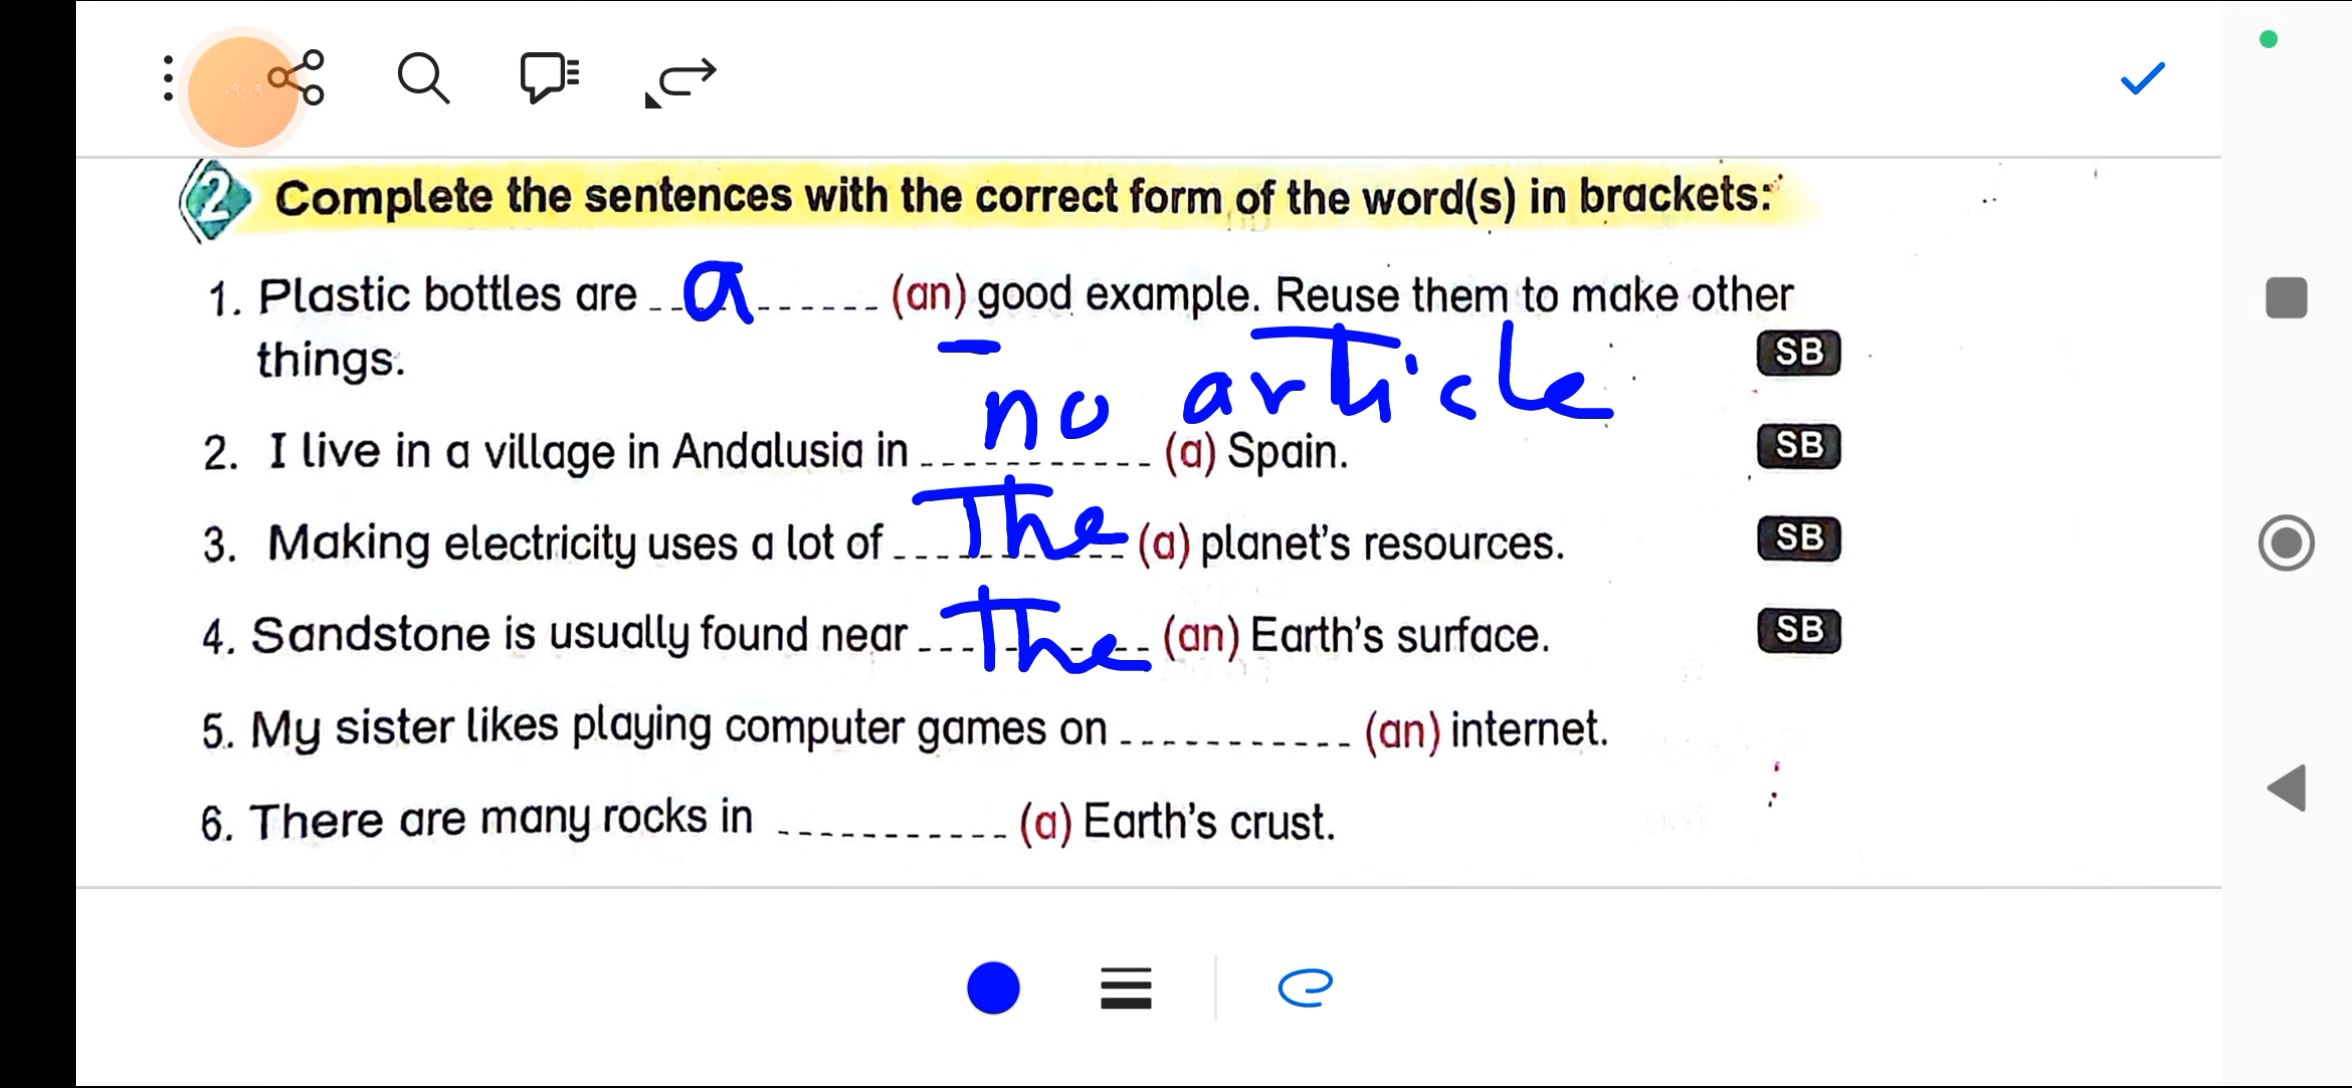 ٠٩:٠٩
2 Complete the sentences with the correct form of the word(s) in brackets:
1. Plastic bottles are a (an) good example. Reuse them to make other
things. SB
no article
2. I live in a village in Andalusia in ........... (a) Spain. SB
3. Making electricity uses a lot of The (a) planet's resources. SB
4. Sandstone is usually found near The (an) Earth's surface. SB
5. My sister likes playing computer games on ........... (an) internet.
6. There are many rocks in ........... (a) Earth's crust.